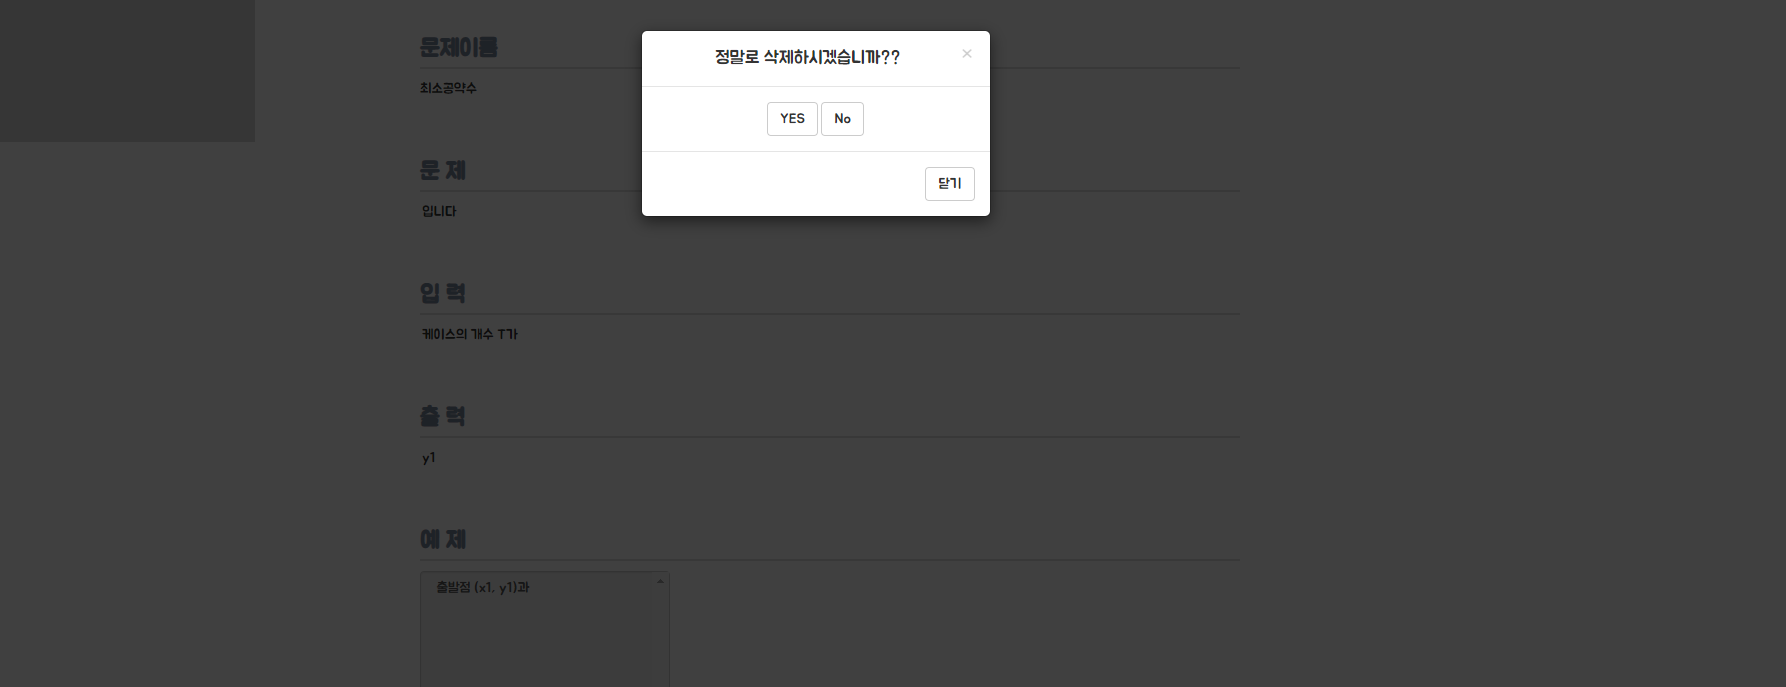 정말로 삭제하시겠습니까??
×
YES No
닫기
문제이름
최소공약수
문 제
입니다
입 력
케이스의 개수 T가
출 력
y1
예 제
출발점 (x1, y1)과